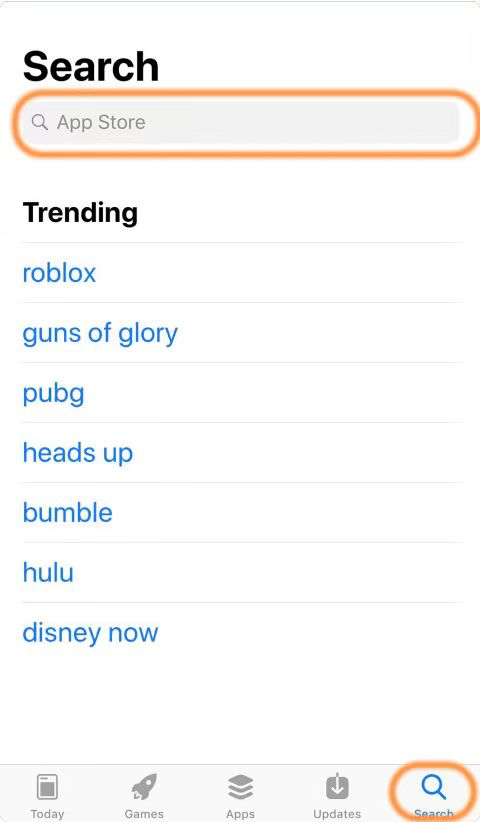 Search
App Store
Trending
roblox
guns of glory
pubg
heads up
bumble
hulu
disney now
Today
Games
Apps
Updates
Search